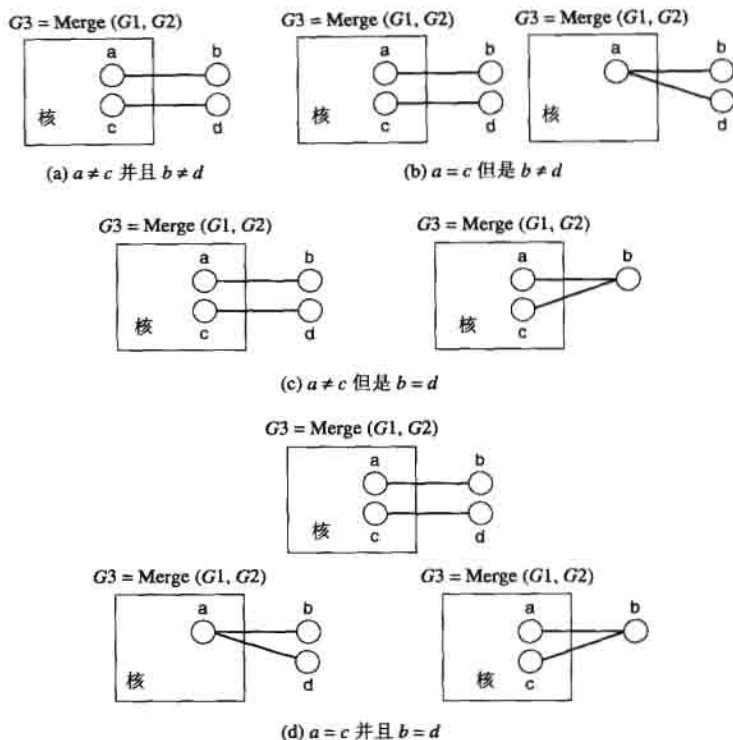 G3 = Merge (G1, G2)
a
b
核
c
d
(a) a ≠ c 并且 b ≠ d
G3 = Merge (G1, G2)
a
b
核
c
d
G3 = Merge (G1, G2)
a
b
核
d
(b) a = c 但是 b ≠ d
G3 = Merge (G1, G2)
a
b
核
c
d
G3 = Merge (G1, G2)
a
b
核
c
(c) a ≠ c 但是 b = d
G3 = Merge (G1, G2)
a
b
核
c
d
G3 = Merge (G1, G2)
a
b
核
d
G3 = Merge (G1, G2)
a
b
核
c
(d) a = c 并且 b = d